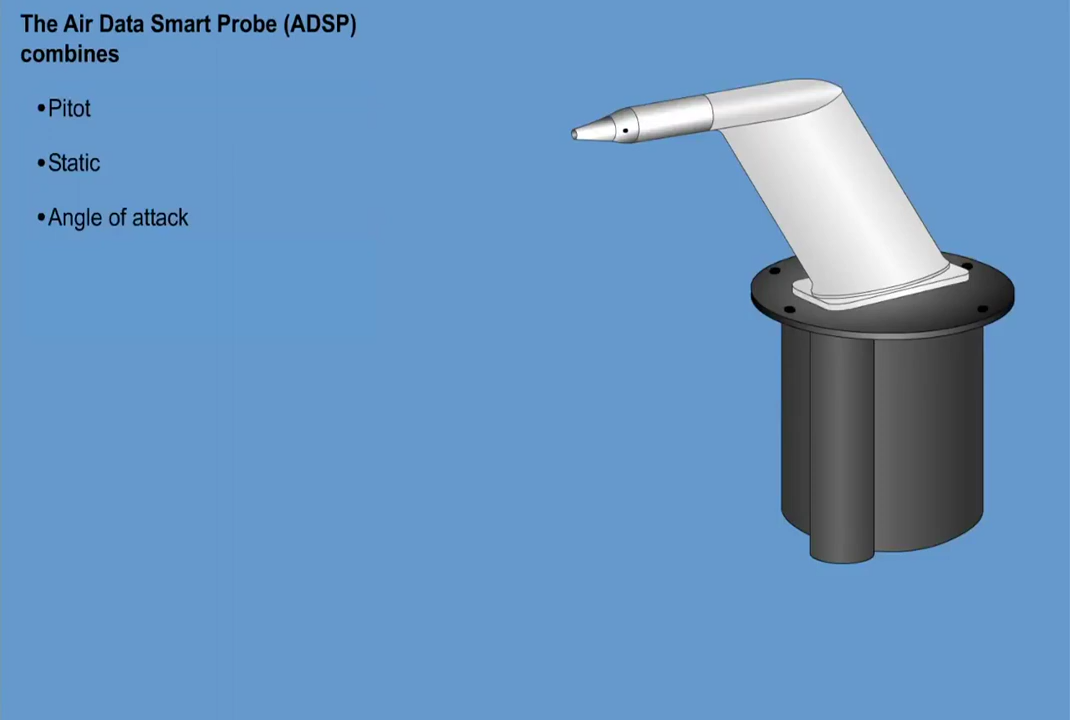 The Air Data Smart Probe (ADSP)
combines
•Pitot
•Static
•Angle of attack